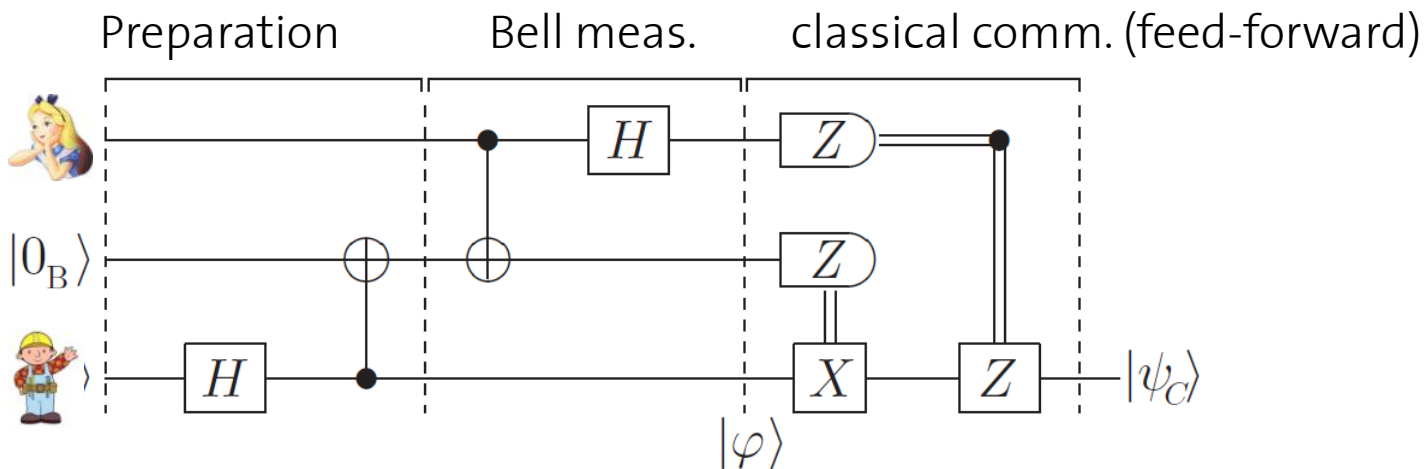 Preparation Bell meas. classical comm. (feed-forward)
H Z
|0_B⟩ Z
⟩ H X Z |ψ_C⟩
|φ⟩